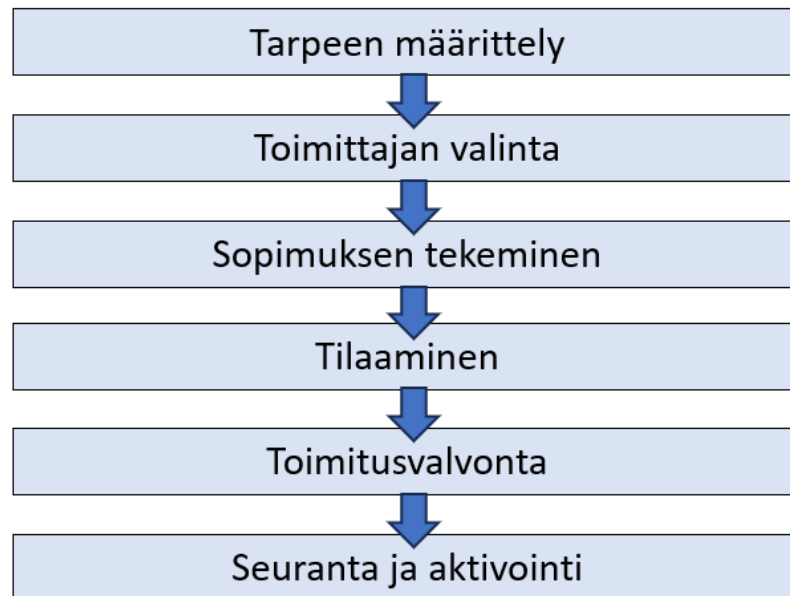 Tarpeen määrittely
Toimittajan valinta
Sopimuksen tekeminen
Tilaaminen
Toimitusvalvonta
Seuranta ja aktivointi